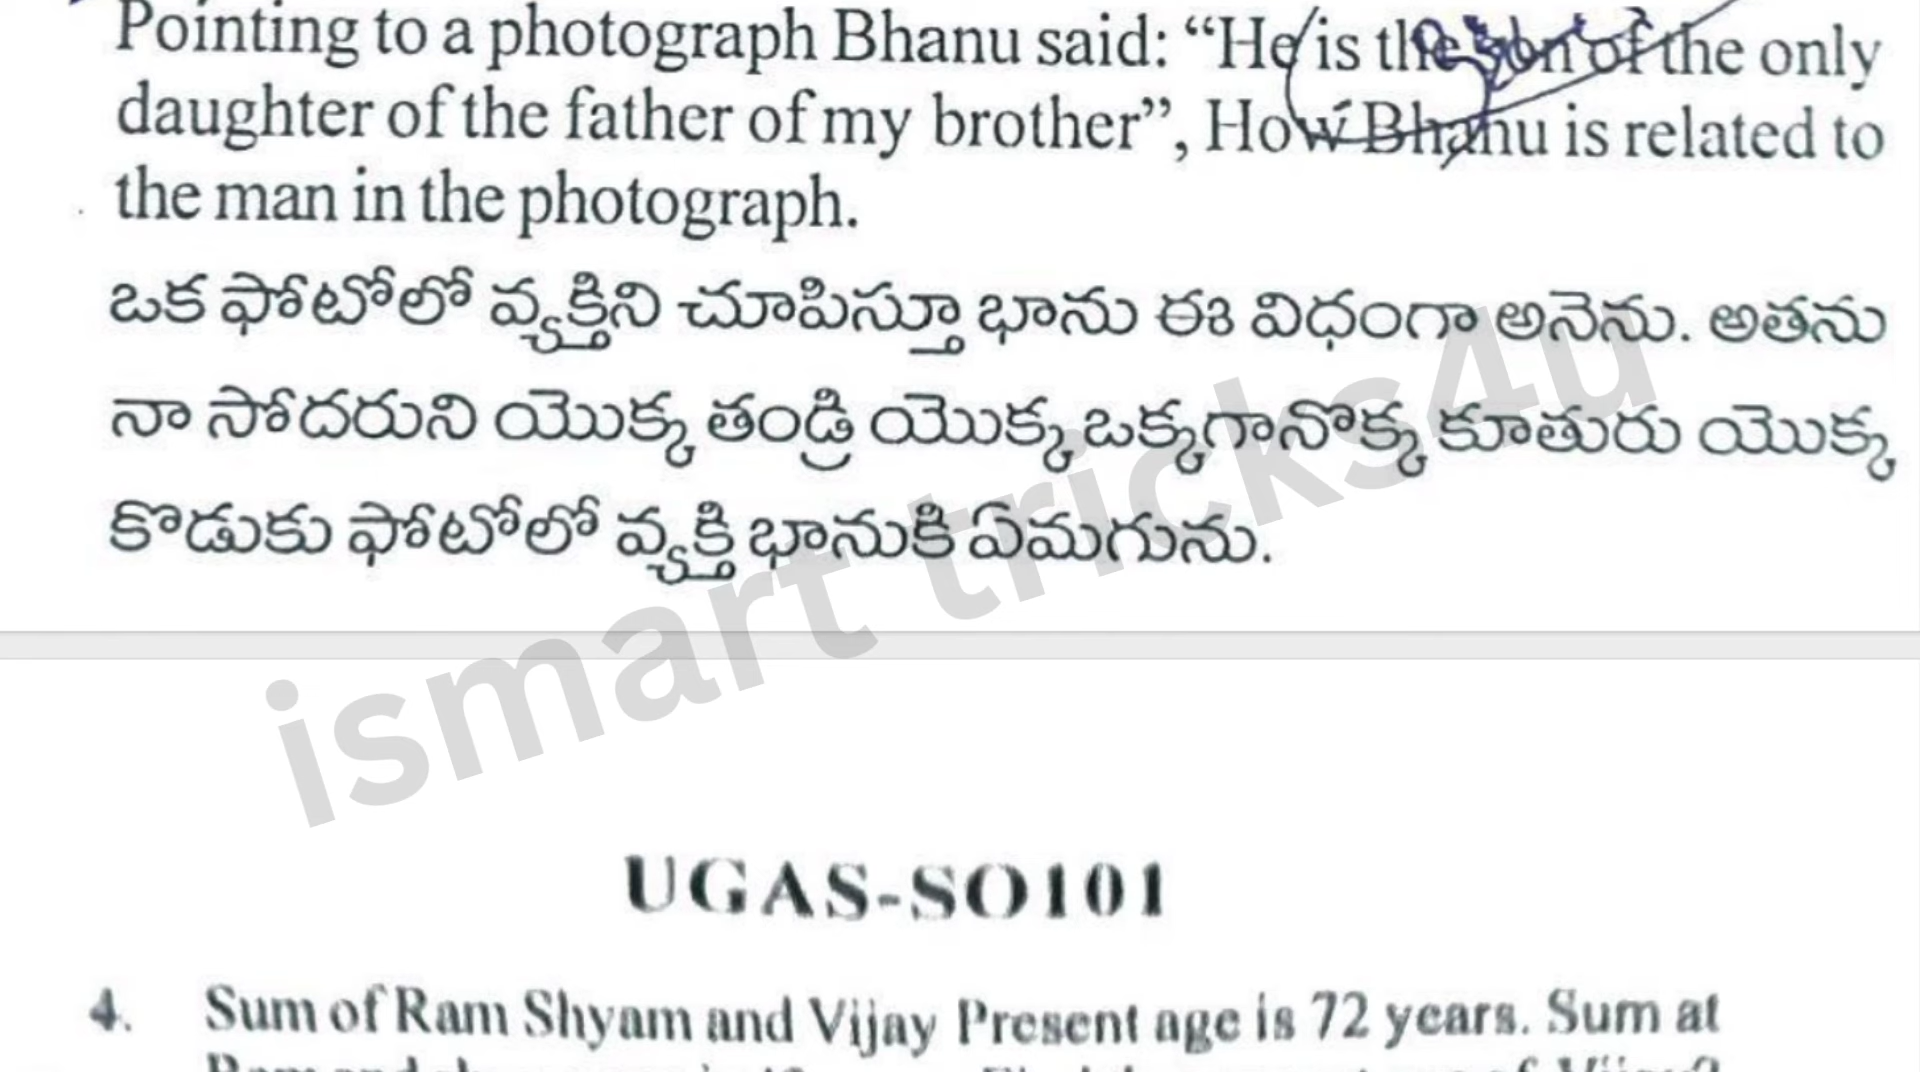 Pointing to a photograph Bhanu said: “He is the son of the only
daughter of the father of my brother”, How Bhanu is related to
the man in the photograph.
ఒక ఫోటోలో వ్యక్తిని చూపిస్తూ భాను ఈ విధంగా అనెను. అతను
నా సోదరుని యొక్క తండ్రి యొక్క ఒక్కగానొక్క కూతురు యొక్క
కొడుకు ఫోటోలో వ్యక్తి భానుకి ఏమగును.
ismart tricks4u
UGAS-SO101
4. Sum of Ram Shyam and Vijay Present age is 72 years. Sum at